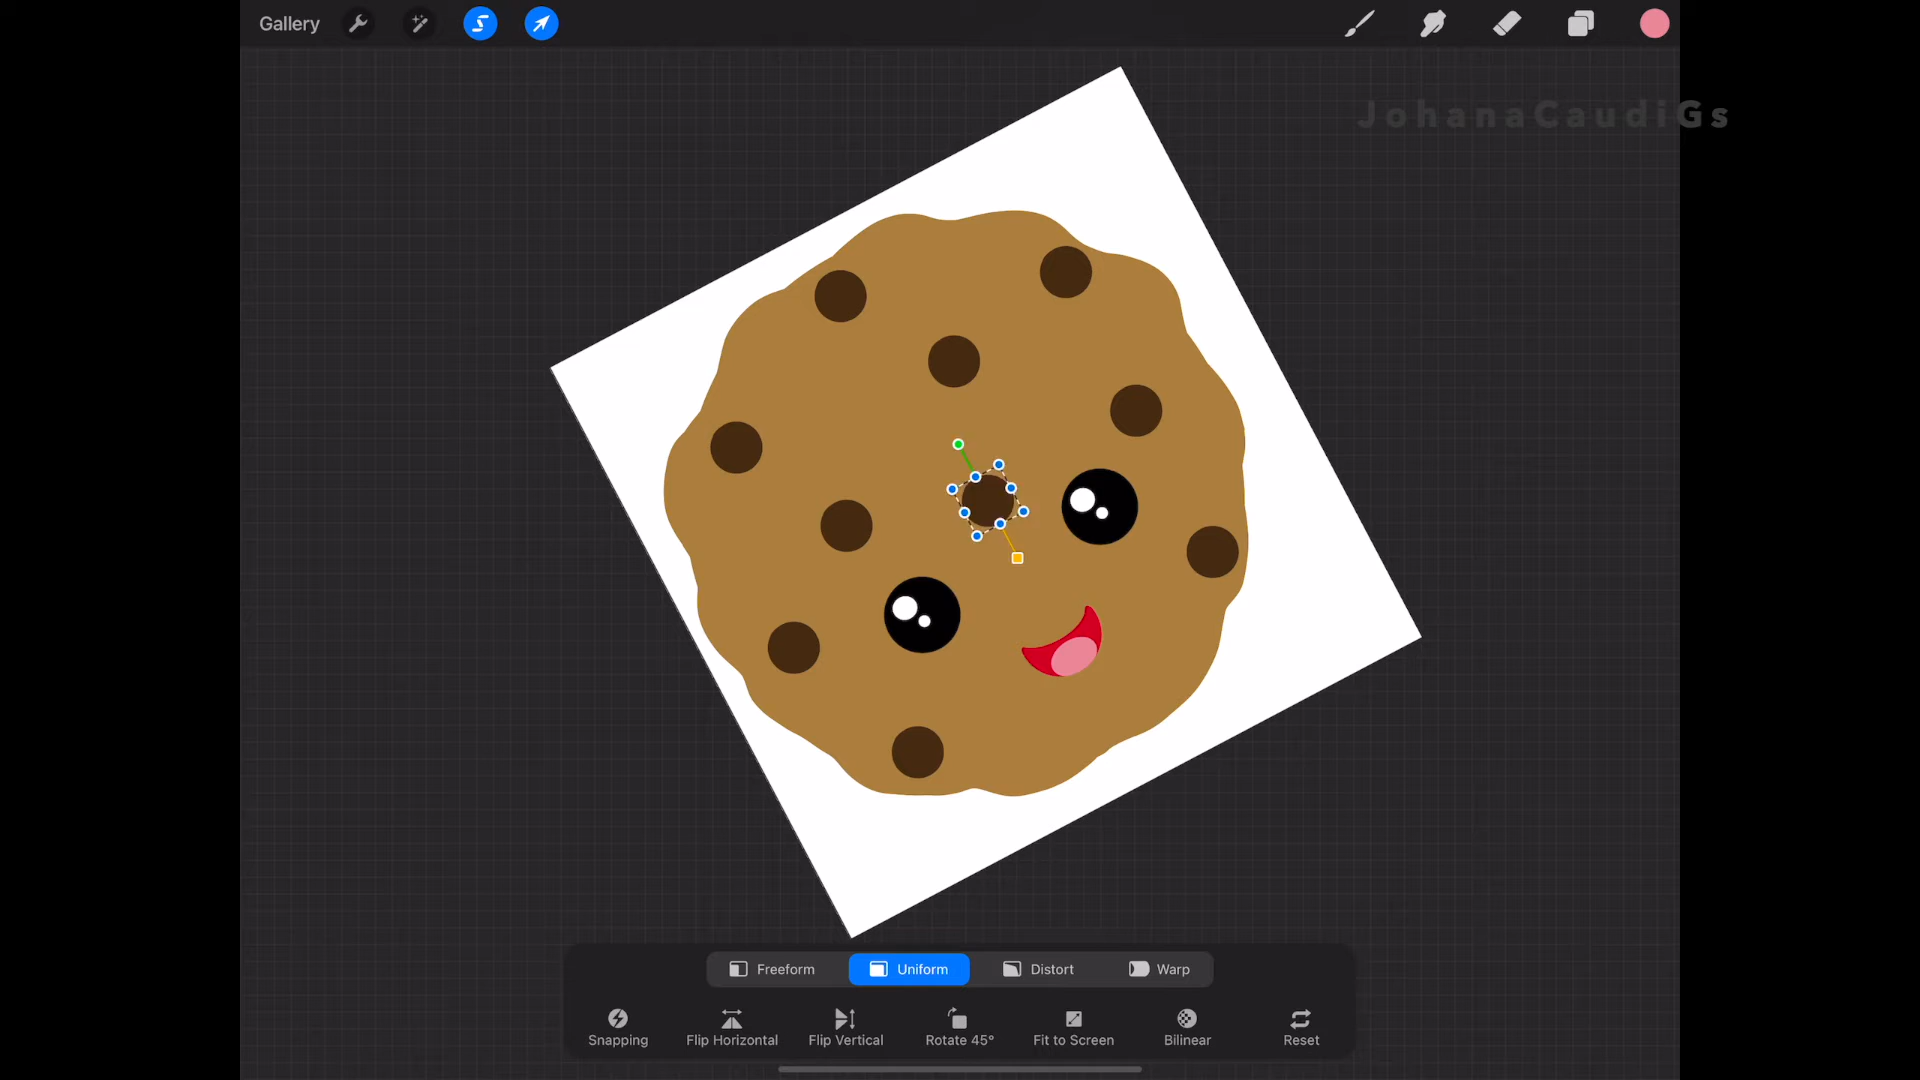 Gallery
JohanaCaudiGs
Freeform Uniform Distort Warp
Snapping Flip Horizontal Flip Vertical Rotate 45° Fit to Screen Bilinear Reset